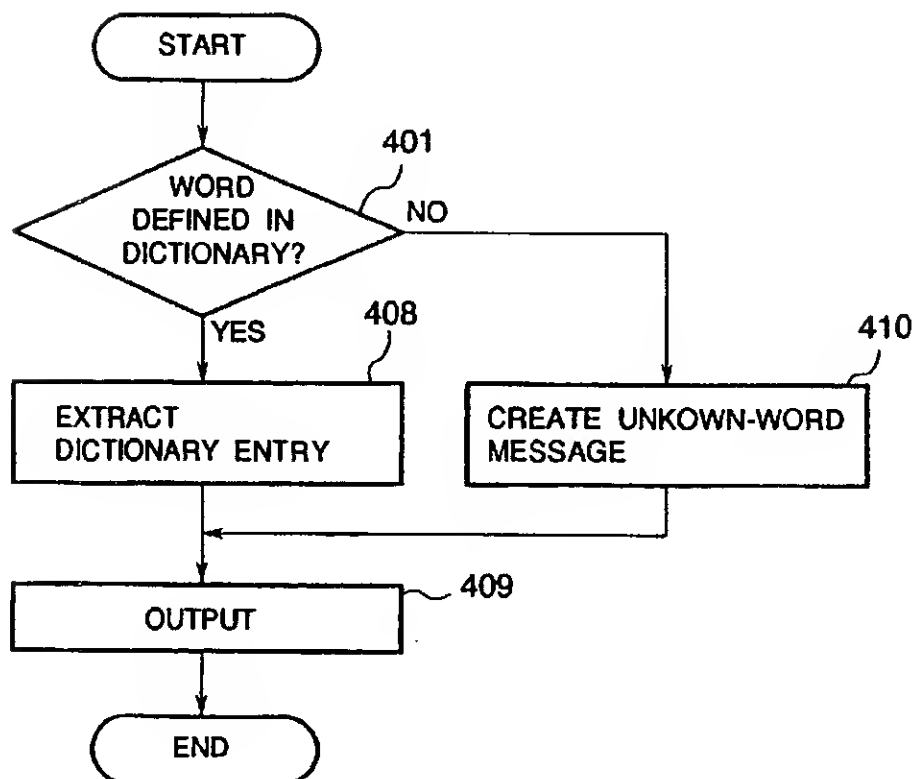 START
401
WORD
DEFINED IN
DICTIONARY?
NO
YES
408
EXTRACT
DICTIONARY ENTRY
410
CREATE UNKOWN-WORD
MESSAGE
409
OUTPUT
END